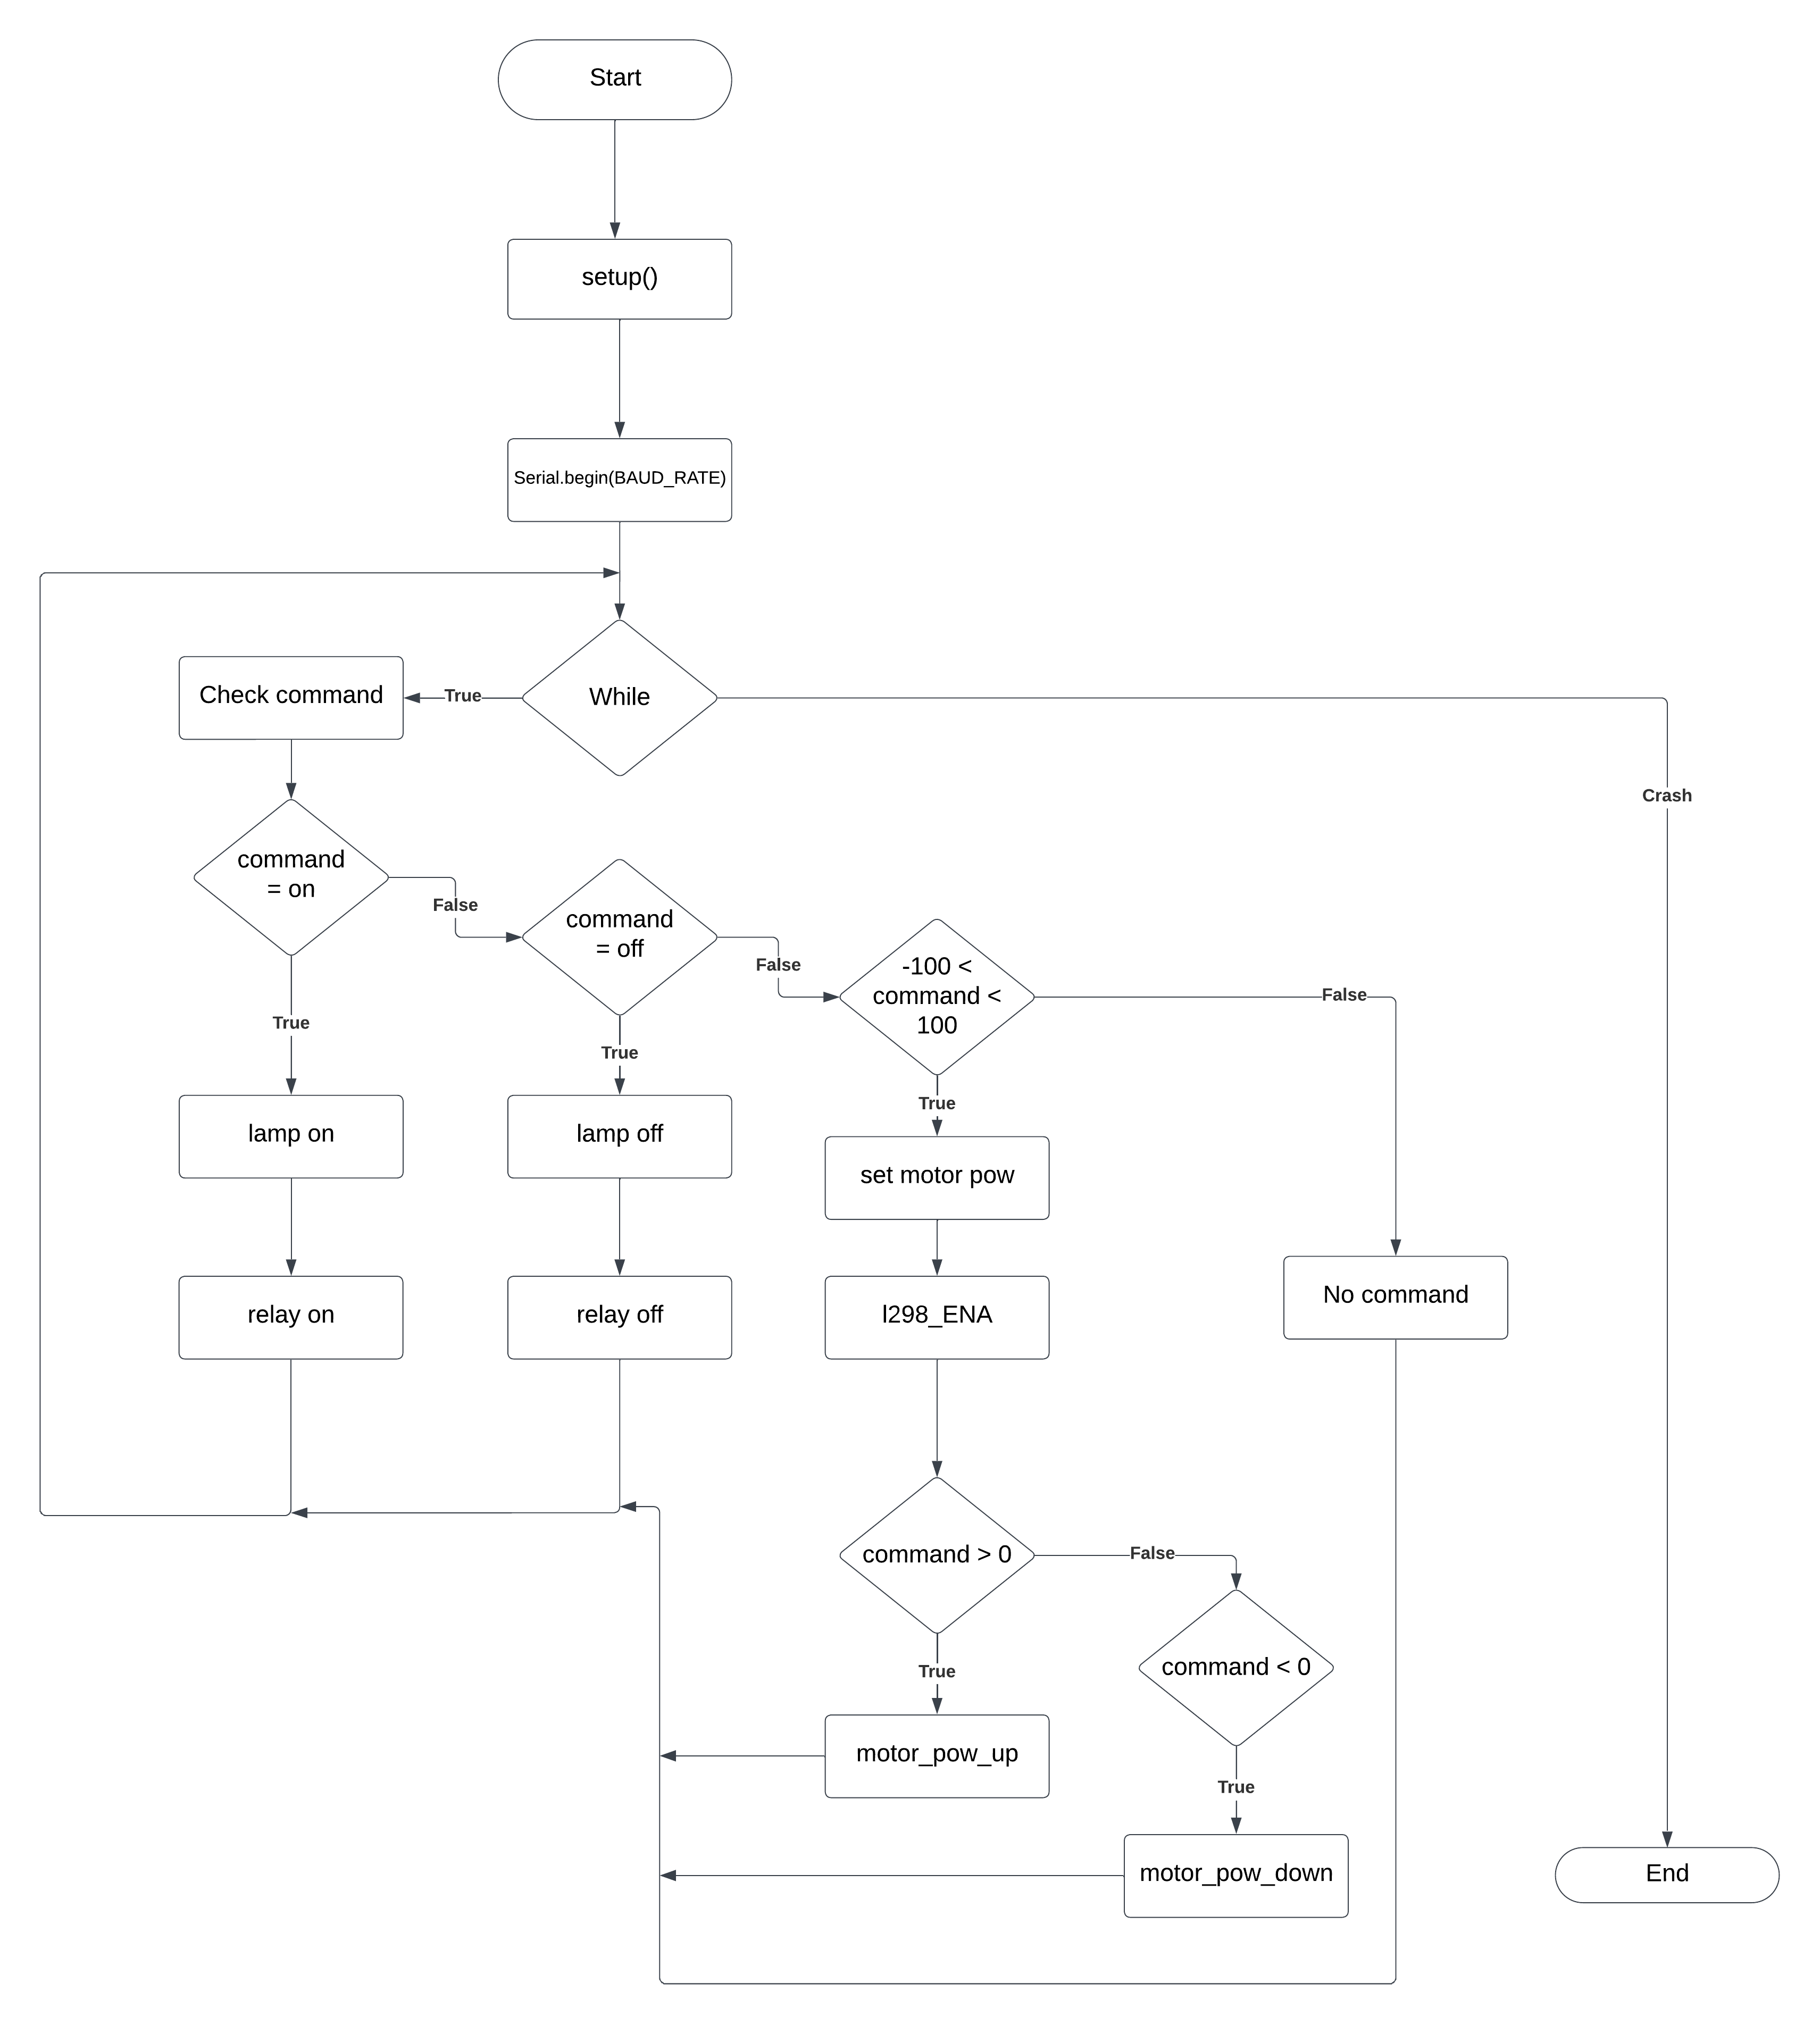 Start
setup()
Serial.begin(BAUD_RATE)
While
True
Check command
Crash
command
= on
False
command
= off
False
-100 <
command <
100
False
True
True
True
lamp on
lamp off
set motor pow
relay on
relay off
l298_ENA
No command
command > 0
False
command < 0
True
motor_pow_up
True
motor_pow_down
End